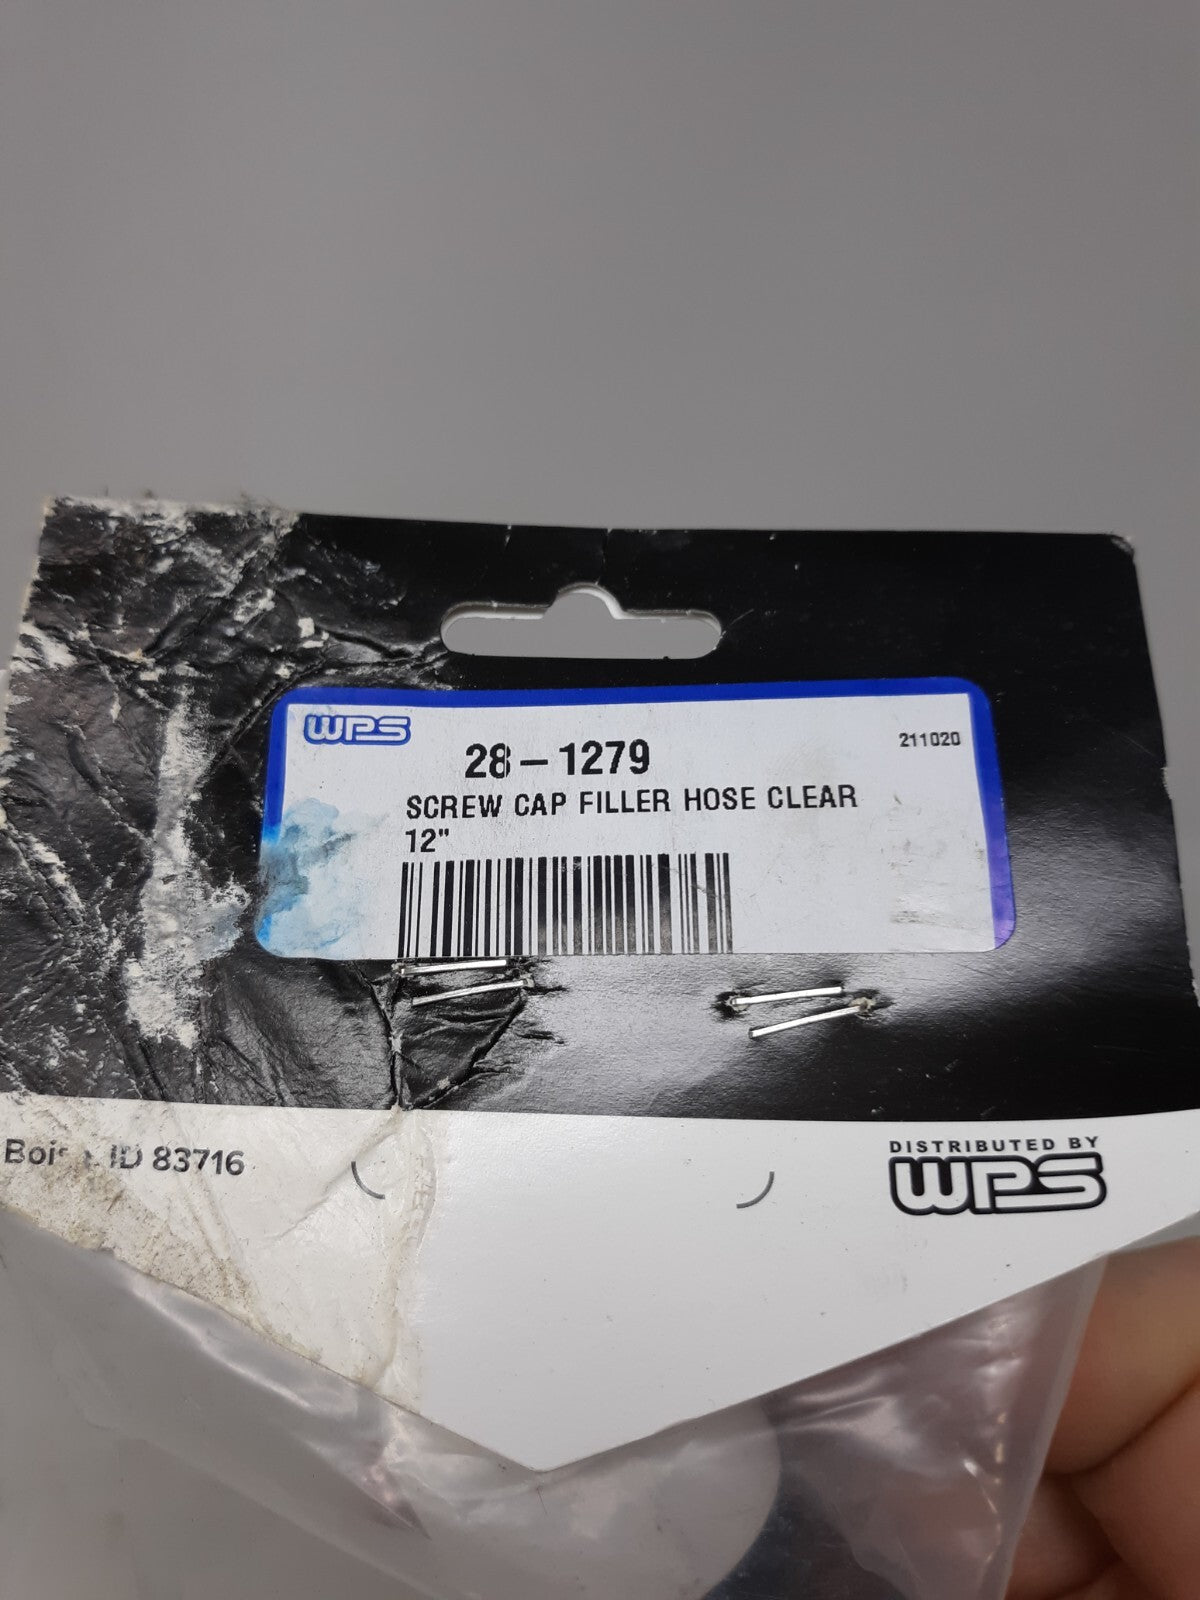 WPS
28-1279
211020
SCREW CAP FILLER HOSE CLEAR
12"
ID 83716
DISTRIBUTED BY
WPS